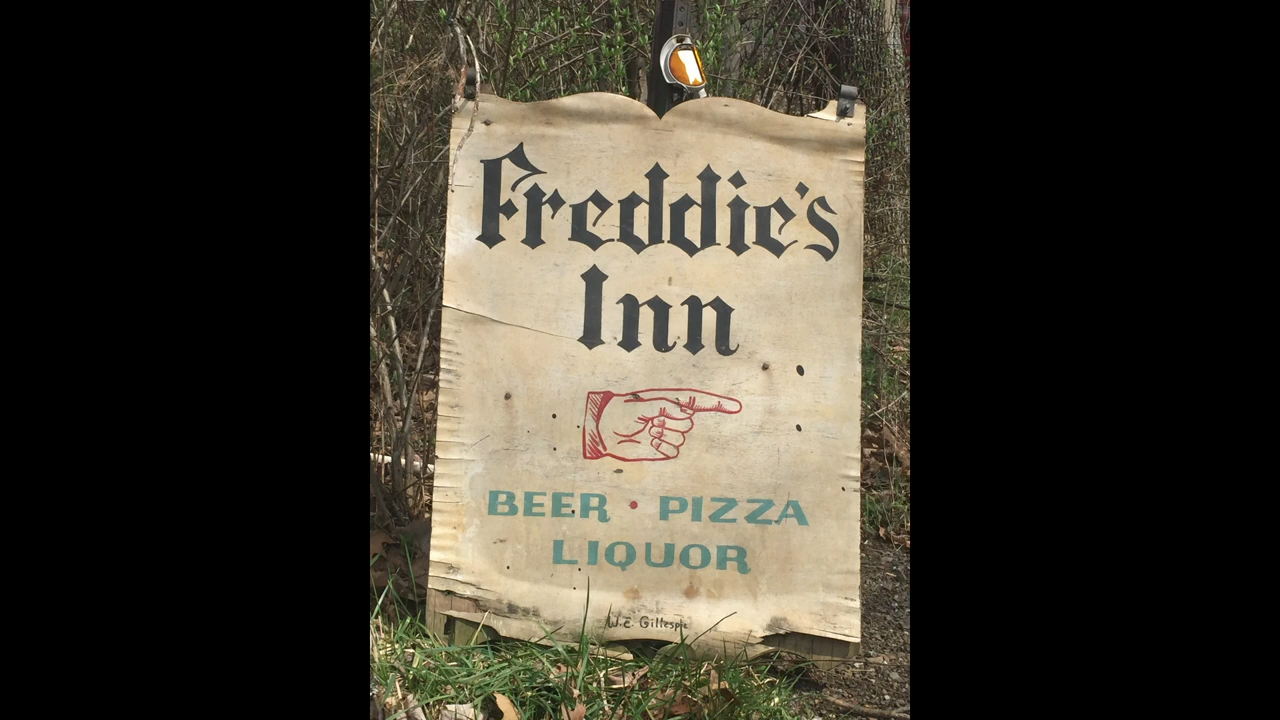 Freddie's
Inn
BEER • PIZZA
LIQUOR
W.E. Gillespie